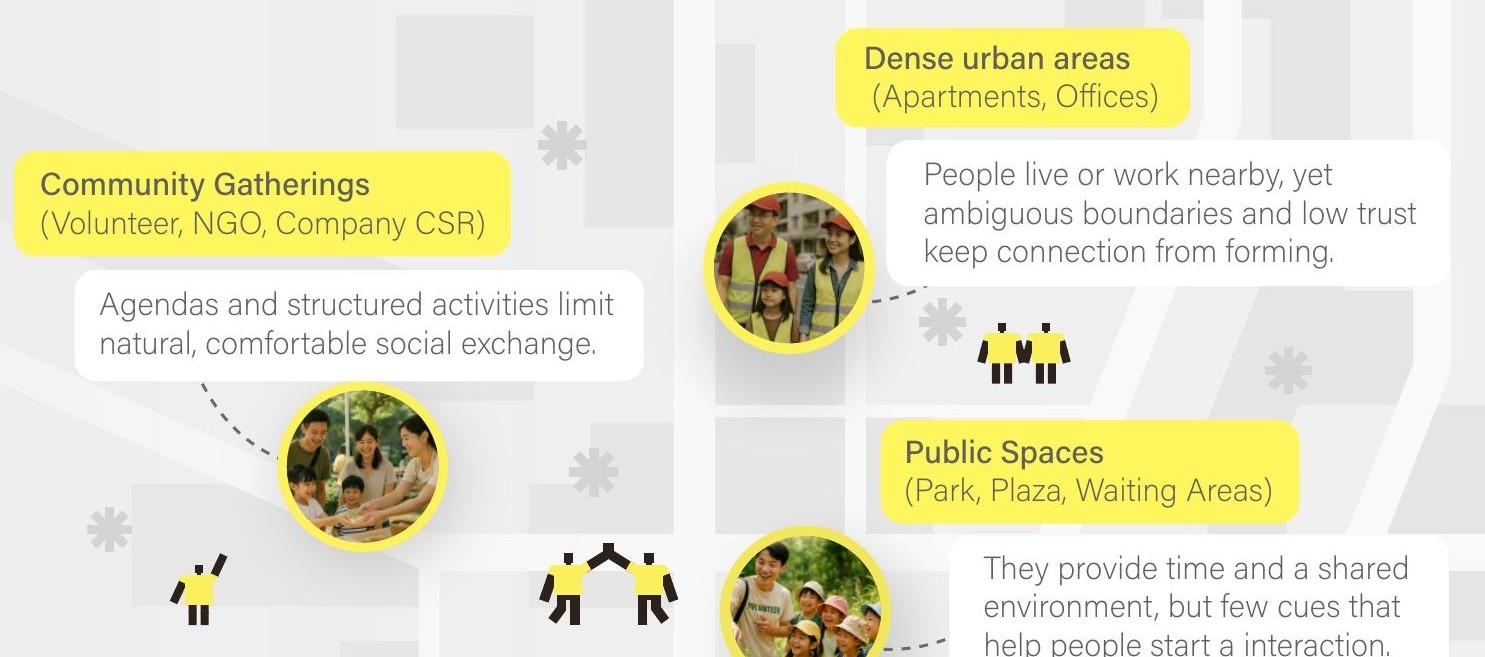 Dense urban areas
(Apartments, Offices)
People live or work nearby, yet
ambiguous boundaries and low trust
keep connection from forming.
Community Gatherings
(Volunteer, NGO, Company CSR)
Agendas and structured activities limit
natural, comfortable social exchange.
Public Spaces
(Park, Plaza, Waiting Areas)
They provide time and a shared
environment, but few cues that
help people start a interaction.
VOLUNTEER